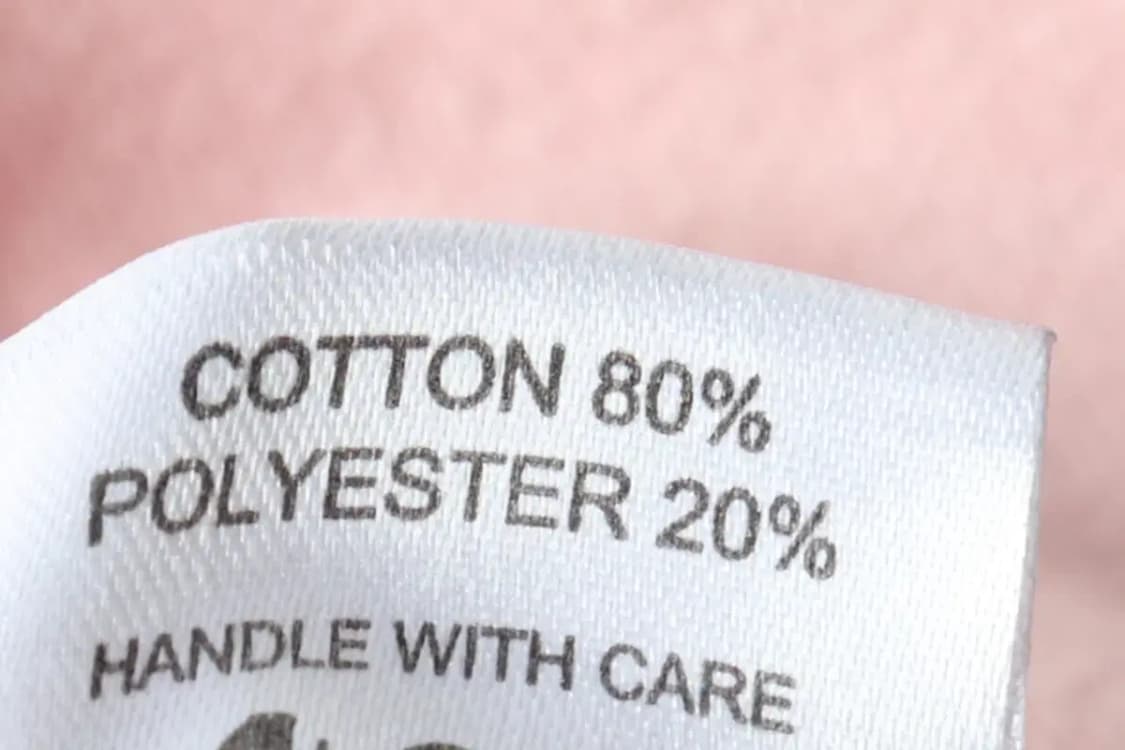 COTTON 80%
POLYESTER 20%
HANDLE WITH CARE